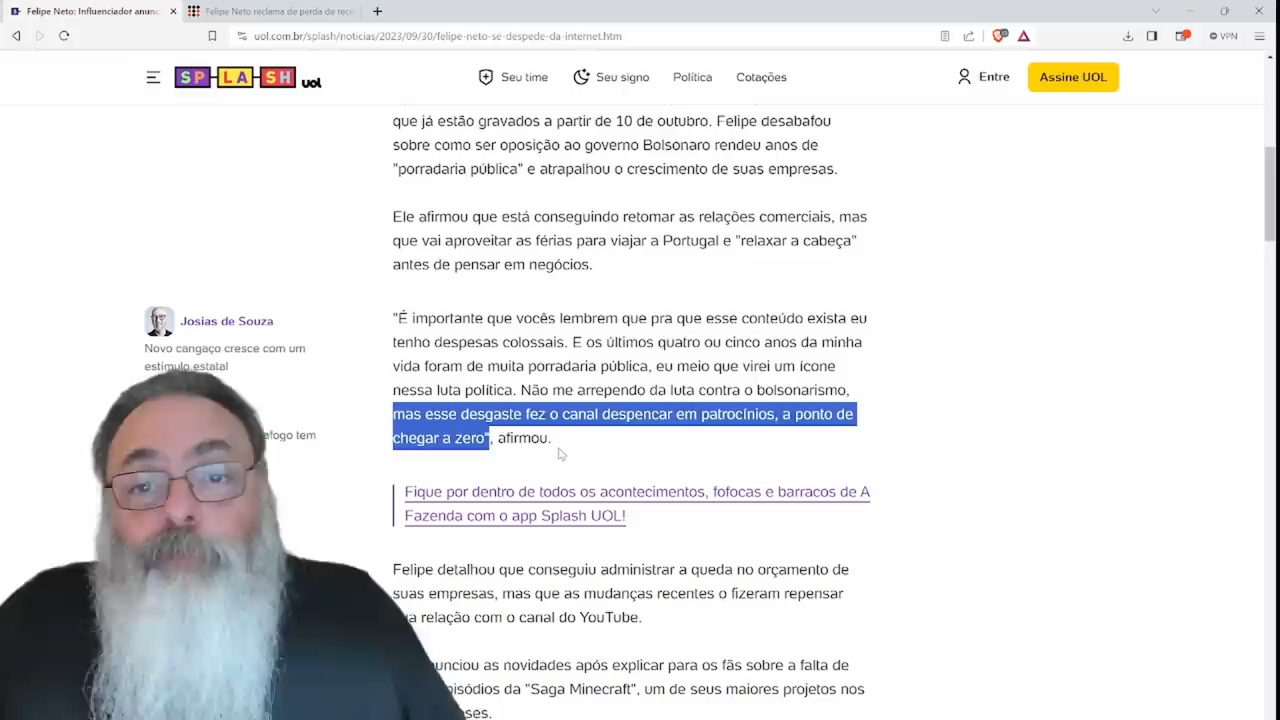 Felipe Neto: Influenciador anunc
Felipe Neto reclama de perda de rece
uol.com.br/splash/noticias/2023/09/30/felipe-neto-se-despede-da-internet.htm
VPN
SPLASH uol
Seu time
Seu signo
Política
Cotações
Entre
Assine UOL
que já estão gravados a partir de 10 de outubro. Felipe desabafou
sobre como ser oposição ao governo Bolsonaro rendeu anos de
"porradaria pública" e atrapalhou o crescimento de suas empresas.
Ele afirmou que está conseguindo retomar as relações comerciais, mas
que vai aproveitar as férias para viajar a Portugal e "relaxar a cabeça"
antes de pensar em negócios.
Josias de Souza
Novo cangaço cresce com um
estímulo estatal
afogo tem
"É importante que vocês lembrem que pra que esse conteúdo exista eu
tenho despesas colossais. E os últimos quatro ou cinco anos da minha
vida foram de muita porradaria pública, eu meio que virei um ícone
nessa luta política. Não me arrependo da luta contra o bolsonarismo,
mas esse desgaste fez o canal despencar em patrocínios, a ponto de
chegar a zero", afirmou.
Fique por dentro de todos os acontecimentos, fofocas e barracos de A
Fazenda com o app Splash UOL!
Felipe detalhou que conseguiu administrar a queda no orçamento de
suas empresas, mas que as mudanças recentes o fizeram repensar
a relação com o canal do YouTube.
unciou as novidades após explicar para os fãs sobre a falta de
pisódios da "Saga Minecraft", um de seus maiores projetos nos
ses.